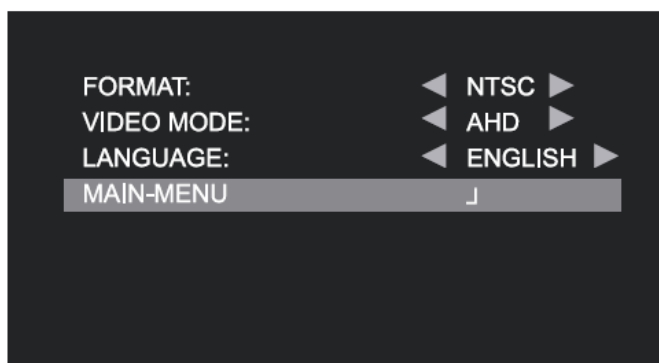 FORMAT: NTSC
VIDEO MODE: AHD
LANGUAGE: ENGLISH
MAIN-MENU ┘